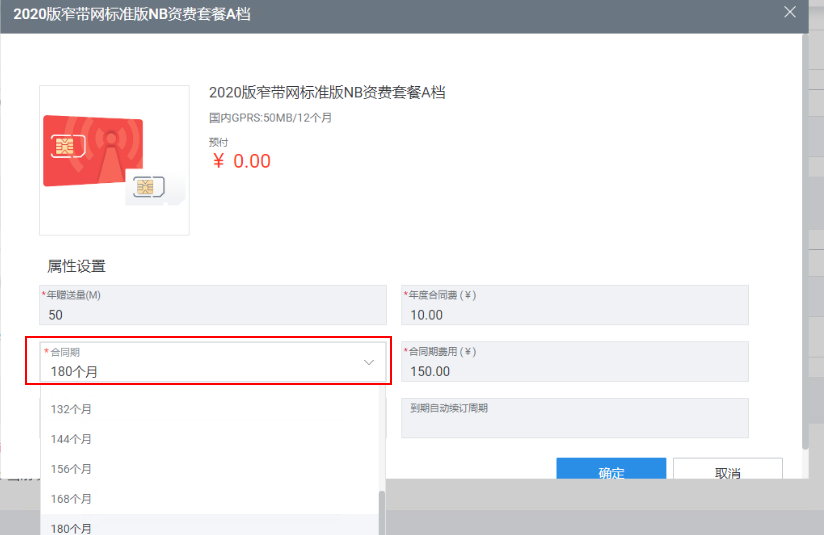 2020版窄带网标准版NB资费套餐A档
2020版窄带网标准版NB资费套餐A档
国内GPRS:50MB/12个月
预付
¥ 0.00
属性设置
*年赠送量(M)
50
*年度合同费 (¥)
10.00
*合同期
180个月
*合同期费用 (¥)
150.00
132个月
144个月
156个月
168个月
180个月
到期自动续订周期
确定
取消